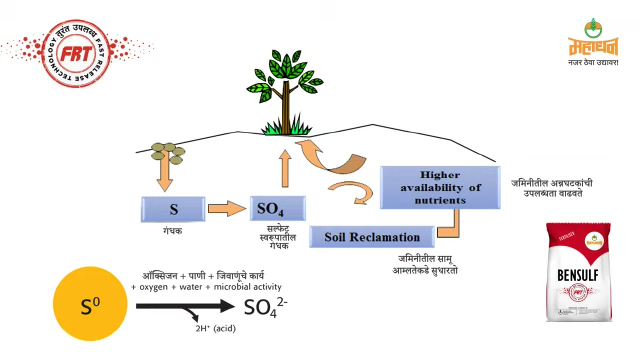 तुरंत उपलब्ध FAST RELEASE TECHNOLOGY
FRT
महाधन
नजर ठेवा उद्यावर!
Higher
availability of
nutrients
जमिनीतील अन्नघटकांची
उपलब्धता वाढवते
S
गंधक
SO4
सल्फेट
स्वरूपातील
गंधक
Soil Reclamation
जमिनीतील सामू
आम्लतेकडे सुधारतो
BENSULF
FRT
ऑक्सिजन + पाणी + जिवाणूंचे कार्य
+ oxygen + water + microbial activity
S⁰
SO₄²⁻
2H⁺ (acid)